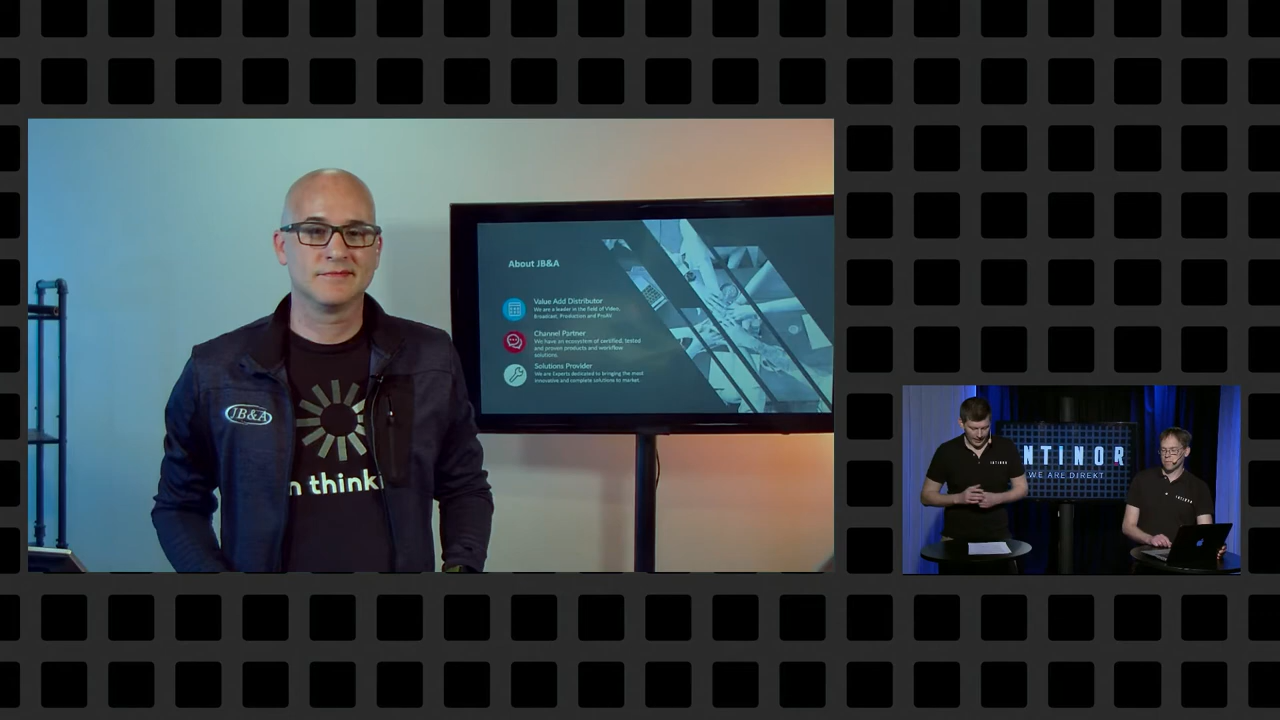 About JB&A
Value Add Distributor
We are a leader in the field of Video,
Broadcast, Production and ProAV.
Channel Partner
We have an ecosystem of certified, tested
and proven products and workflow
solutions.
Solutions Provider
We are Experts dedicated to bringing the most
innovative and complete solutions to market.
JB&A
n think
NTINOR
WE ARE DIREKT